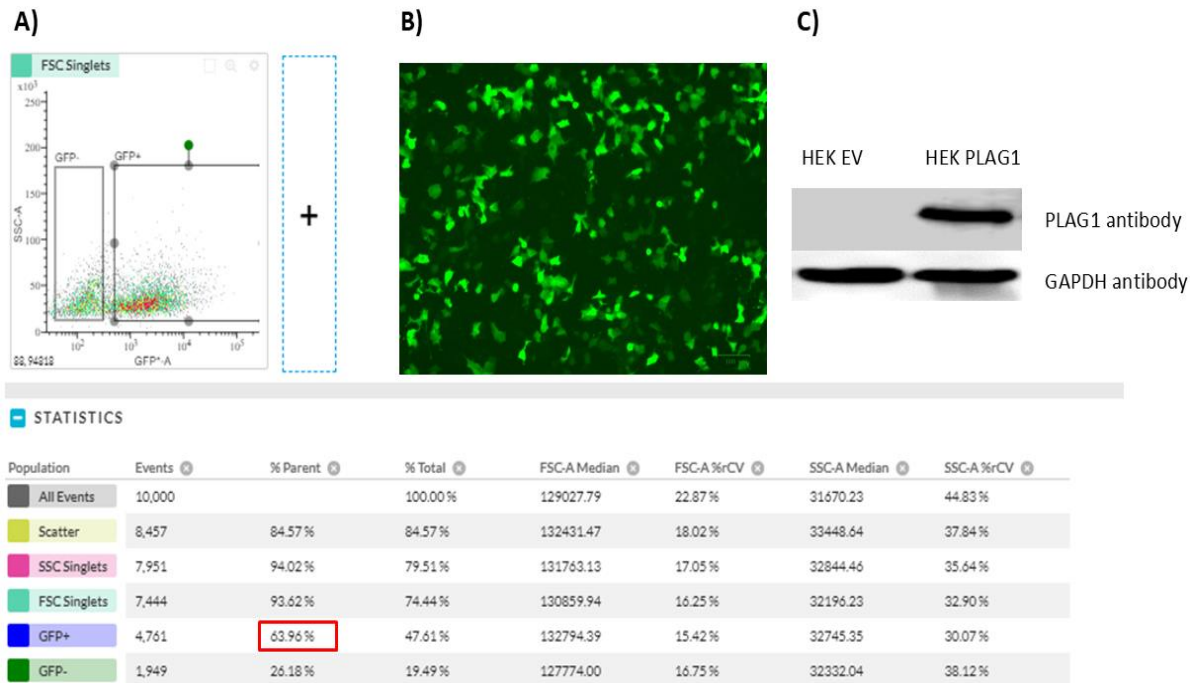 A)
B)
C)
FSC Singlets
x10³
250
200
150
100
50
0
SSC-A
GFP-
GFP+
10² 10³ 10⁴ 10⁵
88,94818
GFP*-A
+
HEK EV HEK PLAG1
PLAG1 antibody
GAPDH antibody
STATISTICS
Population Events % Parent % Total FSC-A Median FSC-A %rCV SSC-A Median SSC-A %rCV
All Events 10,000 100.00 % 129027.79 22.87 % 31670.23 44.83 %
Scatter 8,457 84.57 % 84.57 % 132431.47 18.02 % 33448.64 37.84 %
SSC Singlets 7,951 94.02 % 79.51 % 131763.13 17.05 % 32844.46 35.64 %
FSC Singlets 7,444 93.62 % 74.44 % 130859.94 16.25 % 32196.23 32.90 %
GFP+ 4,761 63.96 % 47.61 % 132794.39 15.42 % 32745.35 30.07 %
GFP- 1,949 26.18 % 19.49 % 127774.00 16.75 % 32332.04 38.12 %